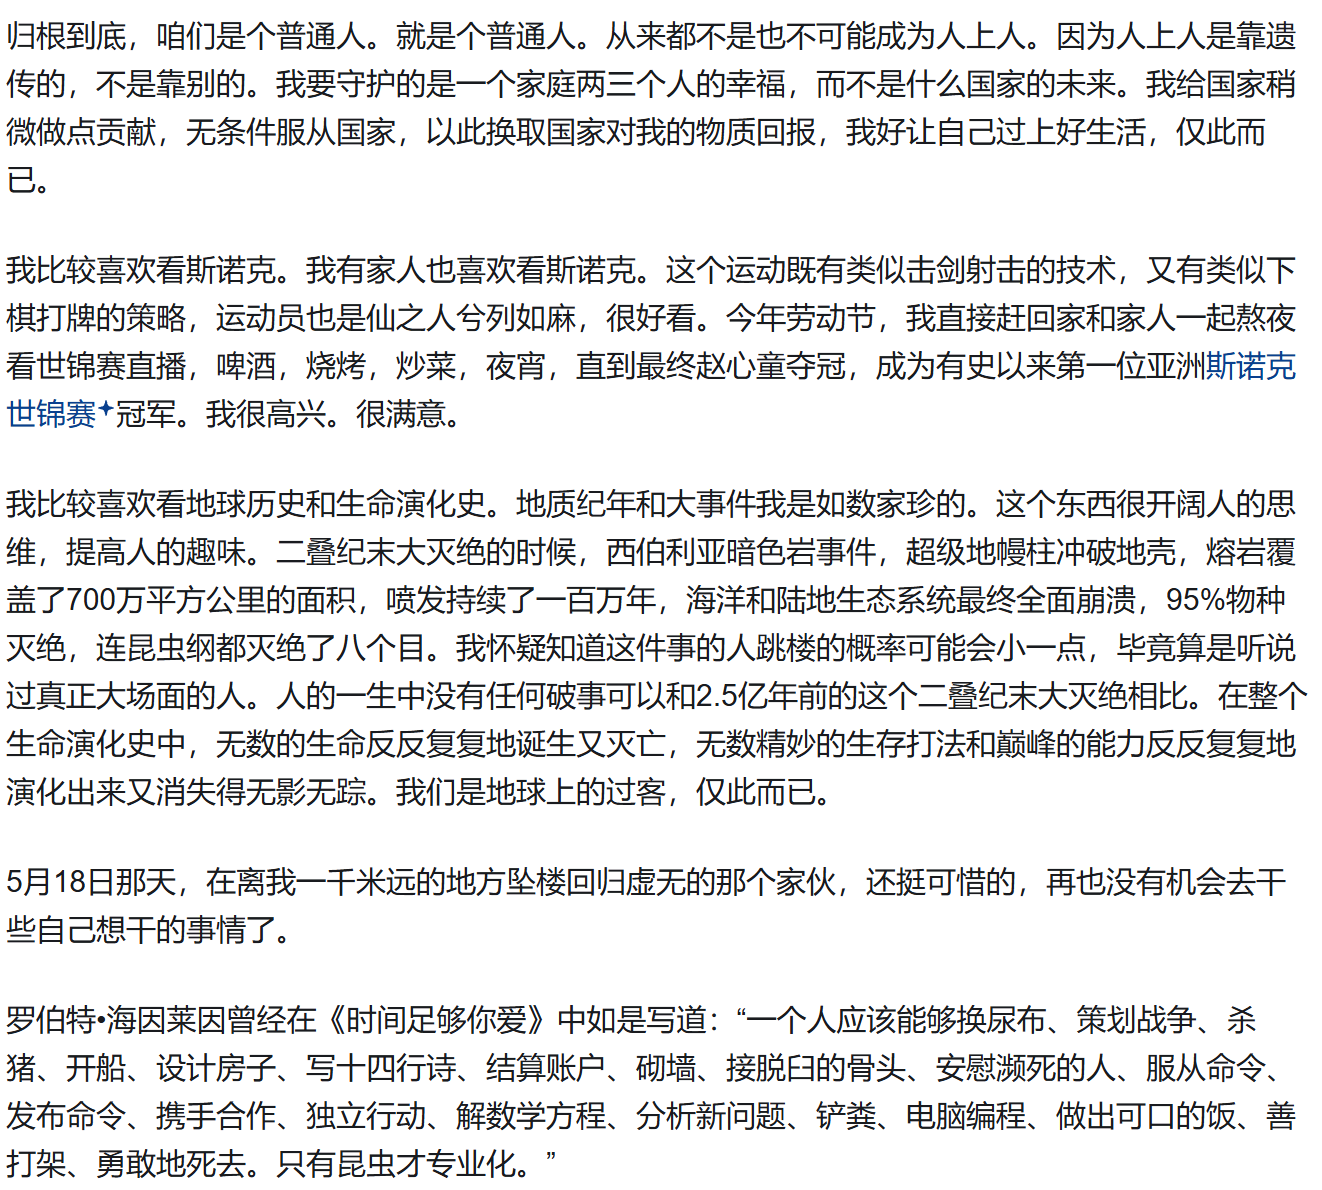 归根到底，咱们是个普通人。就是个普通人。从来都不是也不可能成为人上人。因为人上人是靠遗
传的，不是靠别的。我要守护的是一个家庭两三个人的幸福，而不是什么国家的未来。我给国家稍
微做点贡献，无条件服从国家，以此换取国家对我的物质回报，我好让自己过上好生活，仅此而
已。
我比较喜欢看斯诺克。我有家人也喜欢看斯诺克。这个运动既有类似击剑射击的技术，又有类似下
棋打牌的策略，运动员也是仙之人兮列如麻，很好看。今年劳动节，我直接赶回家和家人一起熬夜
看世锦赛直播，啤酒，烧烤，炒菜，夜宵，直到最终赵心童夺冠，成为有史以来第一位亚洲斯诺克
世锦赛冠军。我很高兴。很满意。
我比较喜欢看地球历史和生命演化史。地质纪年和大事件我是如数家珍的。这个东西很开阔人的思
维，提高人的趣味。二叠纪末大灭绝的时候，西伯利亚暗色岩事件，超级地幔柱冲破地壳，熔岩覆
盖了700万平方公里的面积，喷发持续了一百万年，海洋和陆地生态系统最终全面崩溃，95%物种
灭绝，连昆虫纲都灭绝了八个目。我怀疑知道这件事的人跳楼的概率可能会小一点，毕竟算是听说
过真正大场面的人。人的一生中没有任何破事可以和2.5亿年前的这个二叠纪末大灭绝相比。在整个
生命演化史中，无数的生命反反复复地诞生又灭亡，无数精妙的生存打法和巅峰的能力反反复复地
演化出来又消失得无影无踪。我们是地球上的过客，仅此而已。
5月18日那天，在离我一千米远的地方坠楼回归虚无的那个家伙，还挺可惜的，再也没有机会去干
些自己想干的事情了。
罗伯特•海因莱因曾经在《时间足够你爱》中如是写道：“一个人应该能够换尿布、策划战争、杀
猪、开船、设计房子、写十四行诗、结算账户、砌墙、接脱臼的骨头、安慰濒死的人、服从命令、
发布命令、携手合作、独立行动、解数学方程、分析新问题、铲粪、电脑编程、做出可口的饭、善
打架、勇敢地死去。只有昆虫才专业化。”